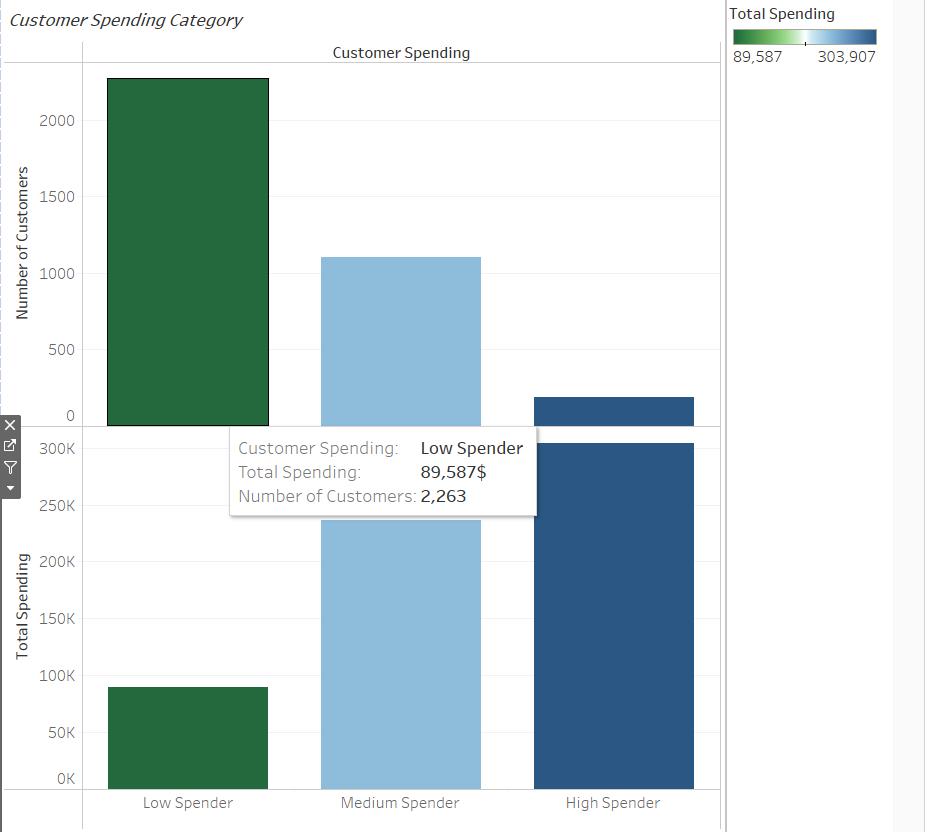 Customer Spending Category
Total Spending
89,587 303,907
Customer Spending
Number of Customers
2000
1500
1000
500
0
Customer Spending: Low Spender
Total Spending: 89,587$
Number of Customers: 2,263
Total Spending
300K
250K
200K
150K
100K
50K
0K
Low Spender Medium Spender High Spender